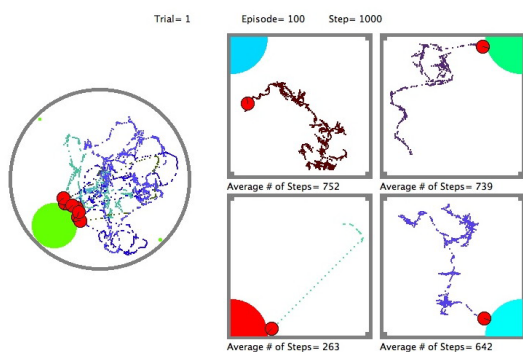 Trial= 1 Episode= 100 Step= 1000
Average # of Steps= 752
Average # of Steps= 739
Average # of Steps= 263
Average # of Steps= 642